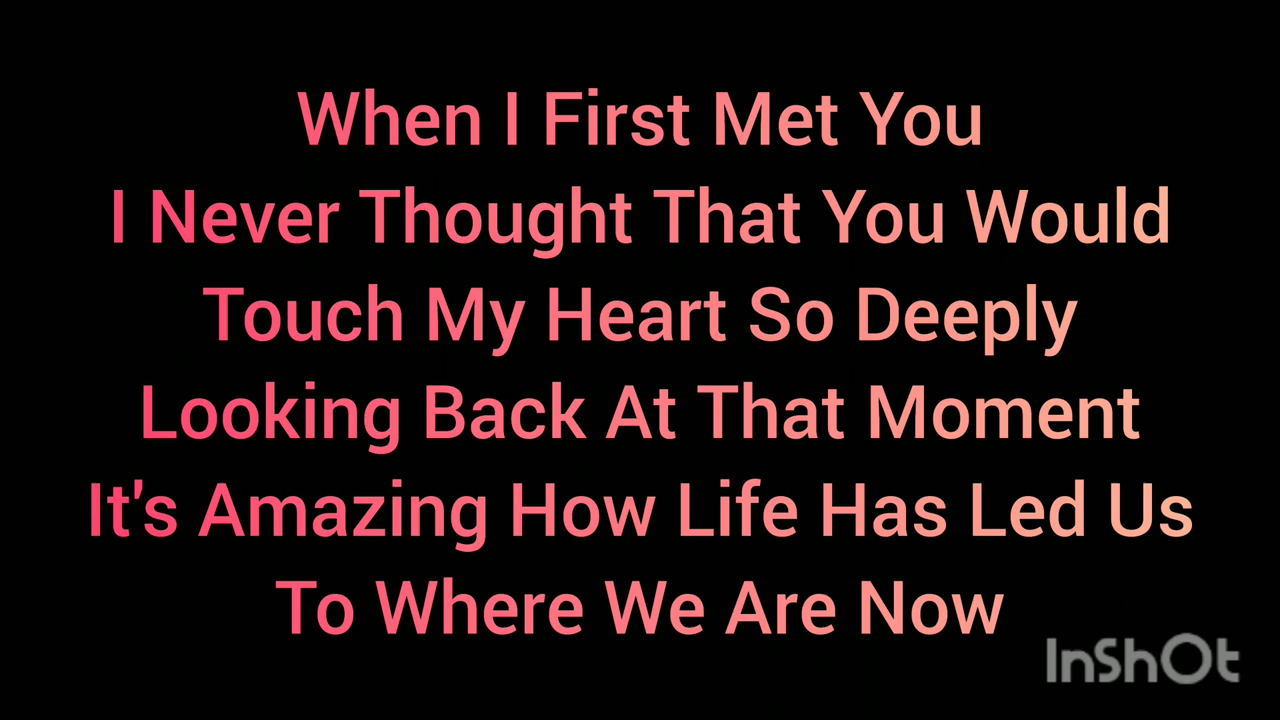 When I First Met You
I Never Thought That You Would
Touch My Heart So Deeply
Looking Back At That Moment
It's Amazing How Life Has Led Us
To Where We Are Now
InShOt